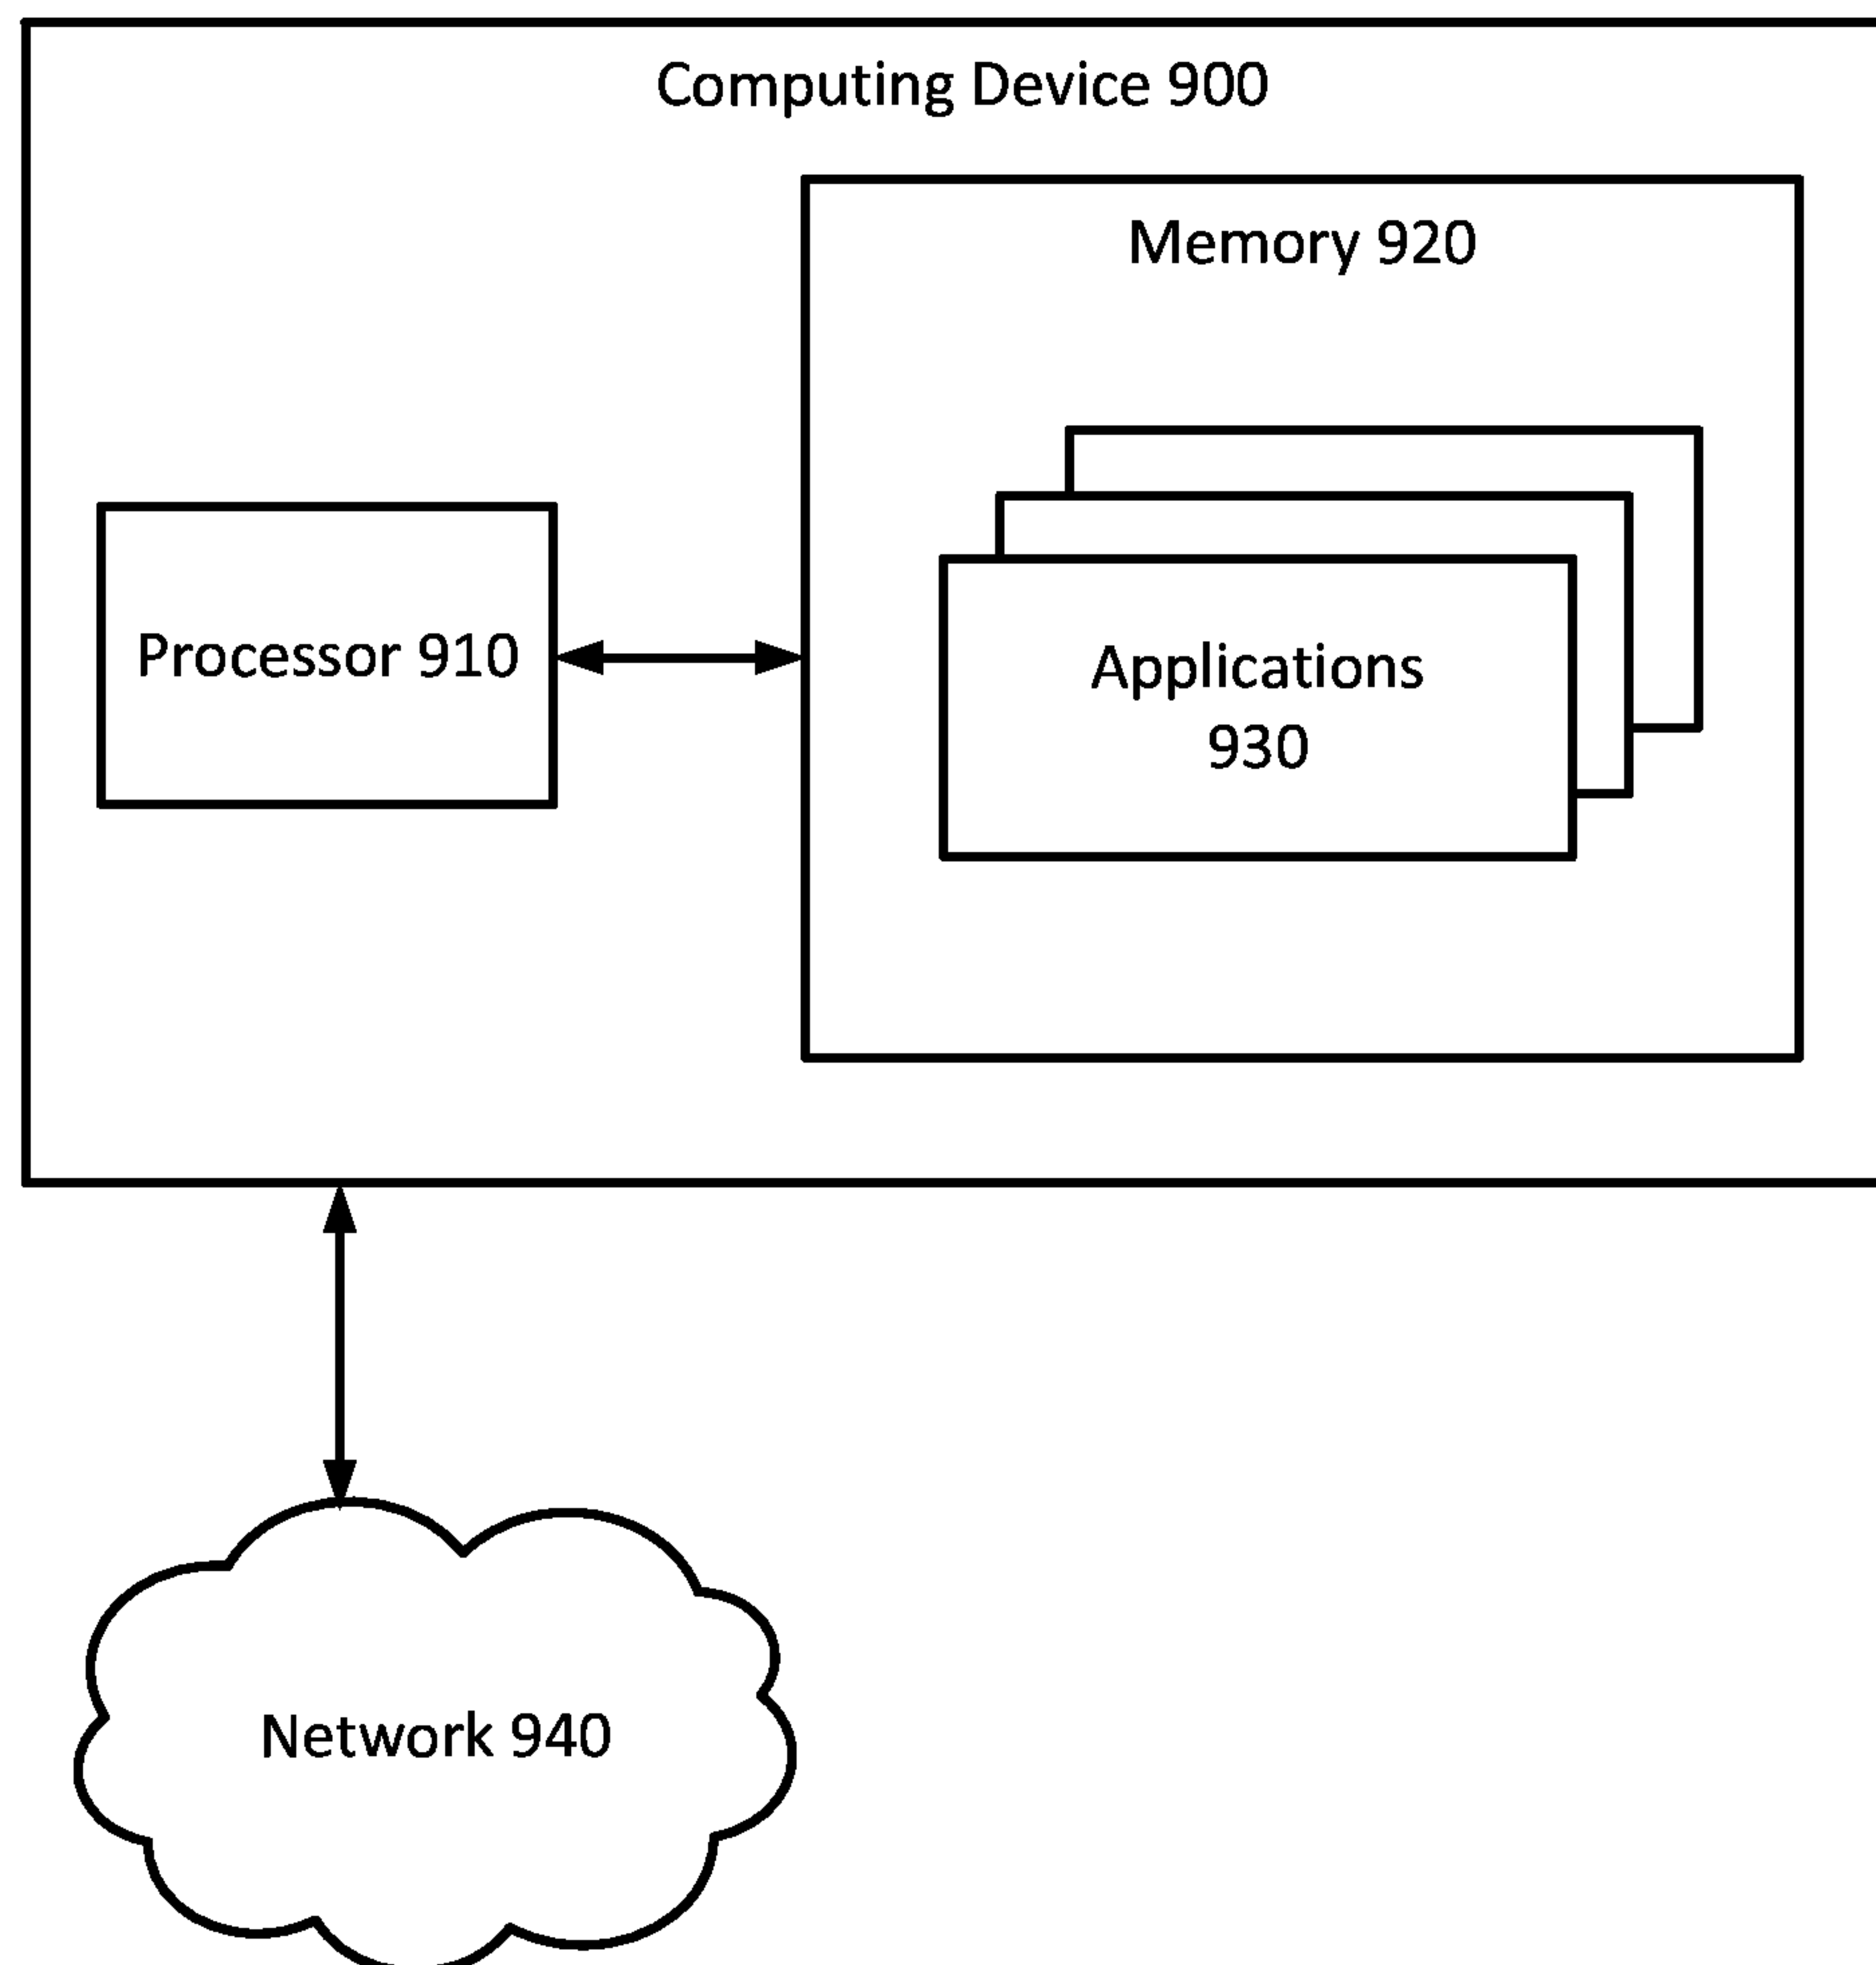 Computing Device 900
Memory 920
Processor 910
Applications
930
Network 940